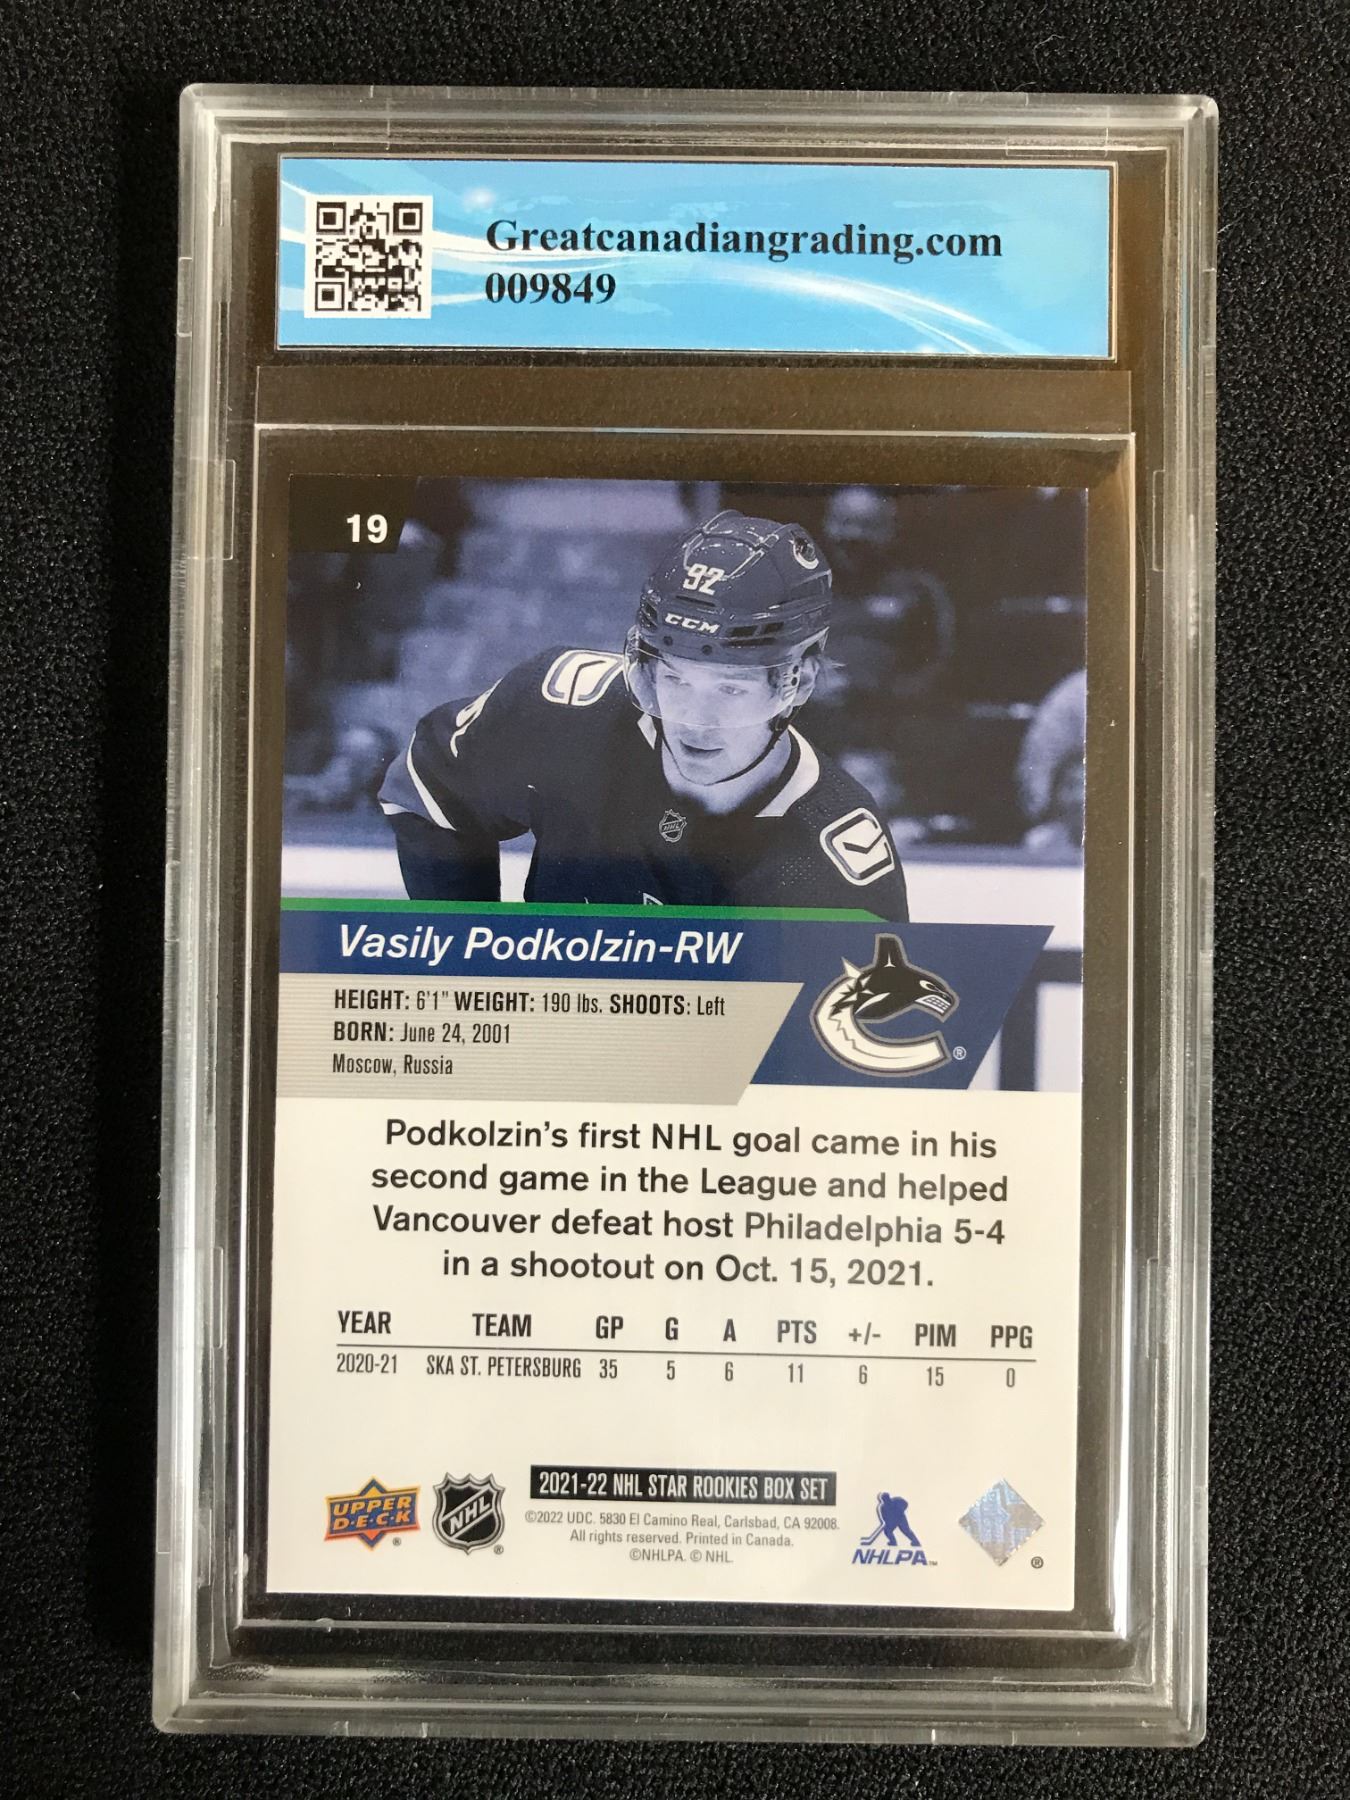 Greatcanadiangrading.com
009849
19
92
CCM
NHL
Vasily Podkolzin-RW
HEIGHT: 6'1" WEIGHT: 190 lbs. SHOOTS: Left
BORN: June 24, 2001
Moscow, Russia
®
Podkolzin's first NHL goal came in his
second game in the League and helped
Vancouver defeat host Philadelphia 5-4
in a shootout on Oct. 15, 2021.
YEAR TEAM GP G A PTS +/- PIM PPG
2020-21 SKA ST. PETERSBURG 35 5 6 11 6 15 0
UPPER
D•E•C•K
®
NHL
®
2021-22 NHL STAR ROOKIES BOX SET
©2022 UDC. 5830 El Camino Real, Carlsbad, CA 92008.
All rights reserved. Printed in Canada.
©NHLPA. © NHL.
NHLPA™
®